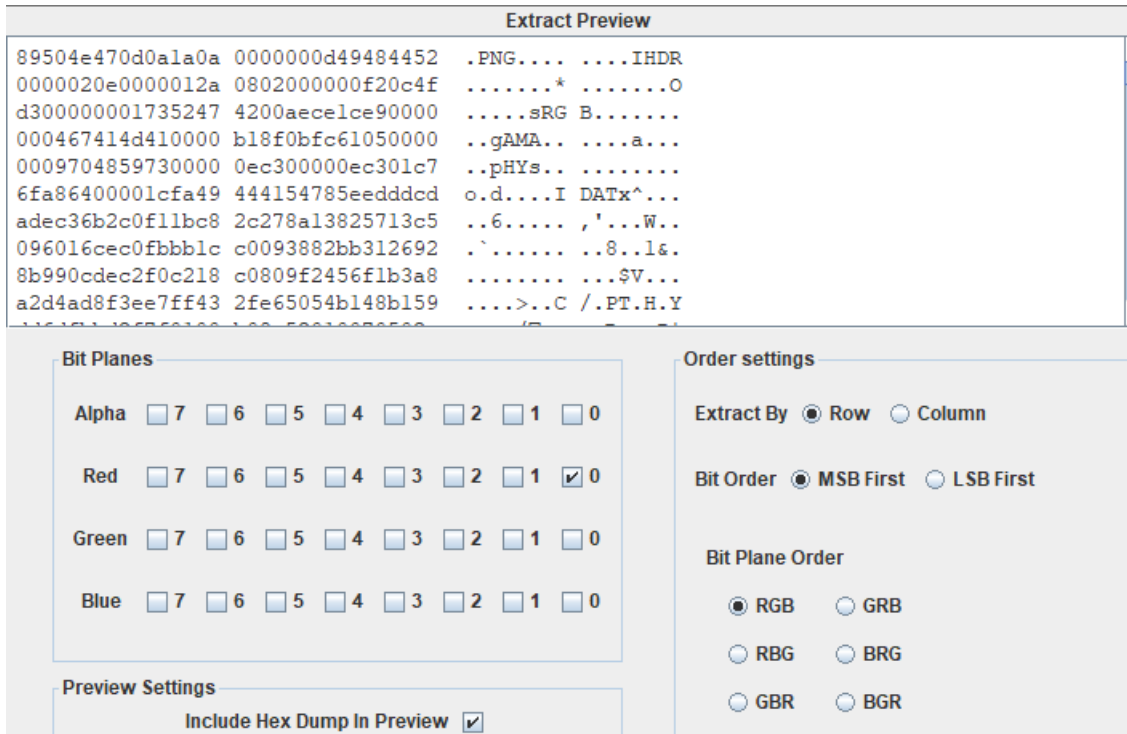 Extract Preview
89504e470d0a1a0a 0000000d49484452 .PNG.... ....IHDR
0000020e0000012a 0802000000f20c4f .......* .......O
d300000001735247 4200aece1ce90000 .....sRG B.......
000467414d410000 b18f0bfc61050000 ..gAMA.. ....a...
0009704859730000 0ec300000ec301c7 ..pHYs.. ........
6fa86400001cfa49 444154785eedddcd o.d....I DATx^...
adec36b2c0f11bc8 2c278a13825713c5 ..6..... ,'...W..
096016cec0fbbb1c c0093882bb312692 .`...... ..8..1&.
8b990cdec2f0c218 c0809f2456f1b3a8 ........ ...$V...
a2d4ad8f3ee7ff43 2fe65054b148b159 ....>..C /.PT.H.Y
Bit Planes
Order settings
Alpha 7 6 5 4 3 2 1 0
Extract By Row Column
Red 7 6 5 4 3 2 1 0
Bit Order MSB First LSB First
Green 7 6 5 4 3 2 1 0
Bit Plane Order
Blue 7 6 5 4 3 2 1 0
RGB GRB
RBG BRG
Preview Settings
GBR BGR
Include Hex Dump In Preview